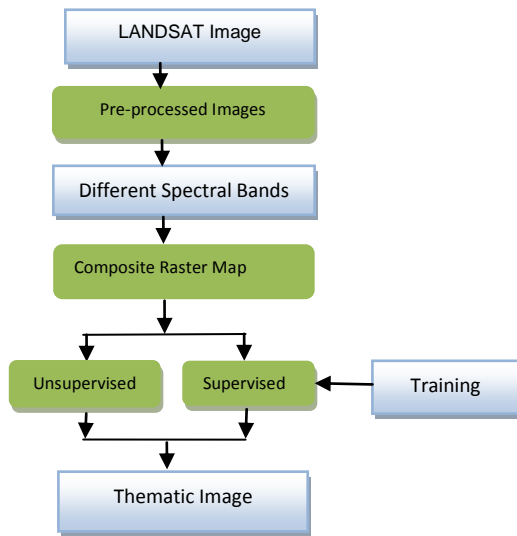 LANDSAT Image
Pre-processed Images
Different Spectral Bands
Composite Raster Map
Unsupervised
Supervised
Training
Thematic Image